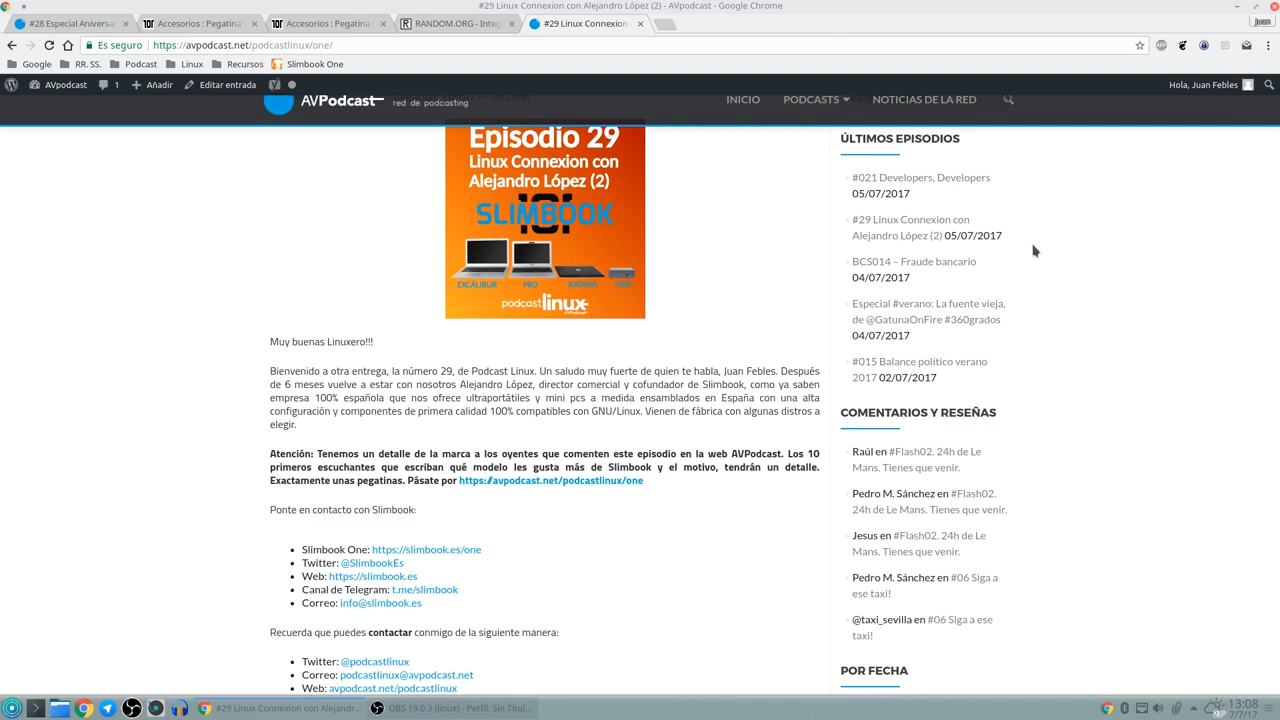 #29 Linux Connexion con Alejandro López (2) - AVpodcast - Google Chrome
#28 Especial Aniversa
Accesorios : Pegatina
Accesorios : Pegatina
RANDOM.ORG - Integ
#29 Linux Connexion
Juan
Es seguro
https://avpodcast.net/podcastlinux/one/
Google
RR. SS.
Podcast
Linux
Recursos
Slimbook One
AVpodcast
1
Añadir
Editar entrada
Hola, Juan Febles
AVPodcast
red de podcasting
INICIO
PODCASTS
NOTICIAS DE LA RED
Episodio 29
Linux Connexion con
Alejandro López (2)
101
SLIMBOOK
EXCÁLIBUR
PRO
KATANA
ONE
podcastlinux
AVPodcast
Muy buenas Linuxero!!!
Bienvenido a otra entrega, la número 29, de Podcast Linux. Un saludo muy fuerte de quien te habla, Juan Febles. Después
de 6 meses vuelve a estar con nosotros Alejandro López, director comercial y cofundador de Slimbook, como ya saben
empresa 100% española que nos ofrece ultraportátiles y mini pcs a medida ensamblados en España con una alta
configuración y componentes de primera calidad 100% compatibles con GNU/Linux. Vienen de fábrica con algunas distros a
elegir.
Atención: Tenemos un detalle de la marca a los oyentes que comenten este episodio en la web AVPodcast. Los 10
primeros escuchantes que escriban qué modelo les gusta más de Slimbook y el motivo, tendrán un detalle.
Exactamente unas pegatinas. Pásate por https://avpodcast.net/podcastlinux/one
Ponte en contacto con Slimbook:
Slimbook One: https://slimbook.es/one
Twitter: @SlimbookEs
Web: https://slimbook.es
Canal de Telegram: t.me/slimbook
Correo: info@slimbook.es
Recuerda que puedes contactar conmigo de la siguiente manera:
Twitter: @podcastlinux
Correo: podcastlinux@avpodcast.net
Web: avpodcast.net/podcastlinux
ÚLTIMOS EPISODIOS
#021 Developers, Developers
05/07/2017
#29 Linux Connexion con
Alejandro López (2) 05/07/2017
BCS014 – Fraude bancario
04/07/2017
Especial #verano: La fuente vieja,
de @GatunaOnFire #360grados
04/07/2017
#015 Balance político verano
2017 02/07/2017
COMENTARIOS Y RESEÑAS
Raúl en #Flash02. 24h de Le
Mans. Tienes que venir.
Pedro M. Sánchez en #Flash02.
24h de Le Mans. Tienes que venir.
Jesus en #Flash02. 24h de Le
Mans. Tienes que venir.
Pedro M. Sánchez en #06 Siga a
ese taxi!
@taxi_sevilla en #06 Siga a ese
taxi!
POR FECHA
#29 Linux Connexion con Alejandr...
OBS 19.0.3 (linux) - Perfil: Sin Títul...
13:08
7/7/17